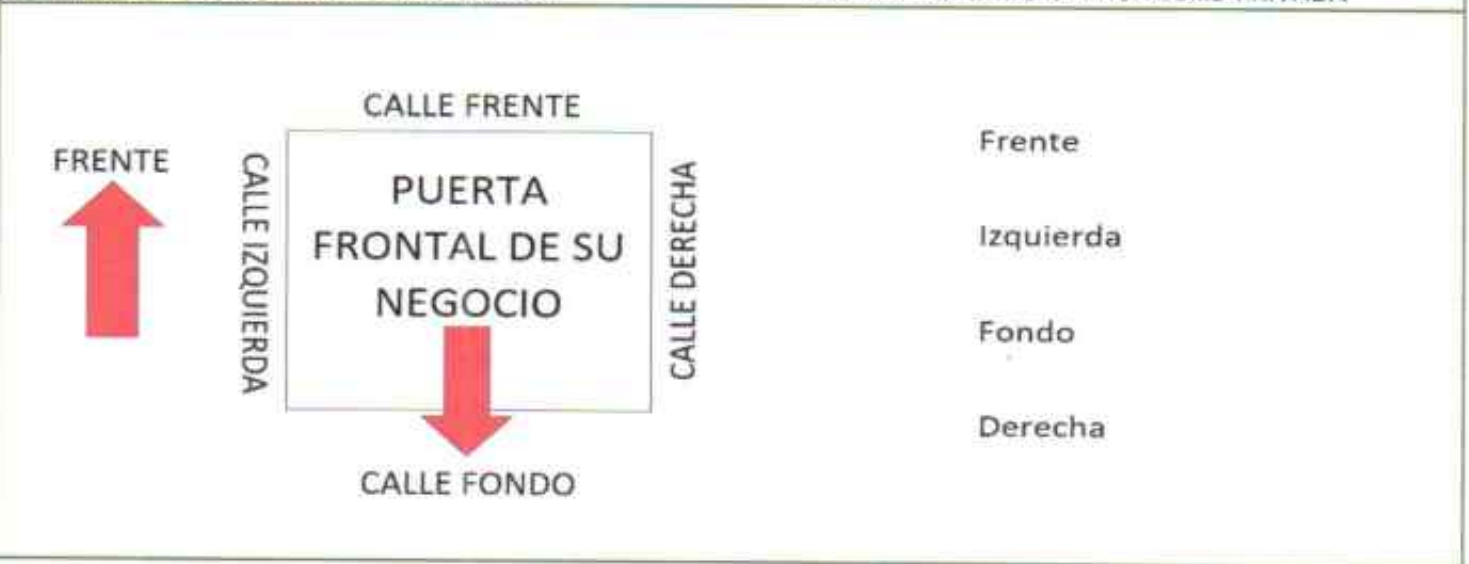 CALLE FRENTE
FRENTE
CALLE IZQUIERDA
PUERTA
FRONTAL DE SU
NEGOCIO
CALLE DERECHA
CALLE FONDO
Frente
Izquierda
Fondo
Derecha